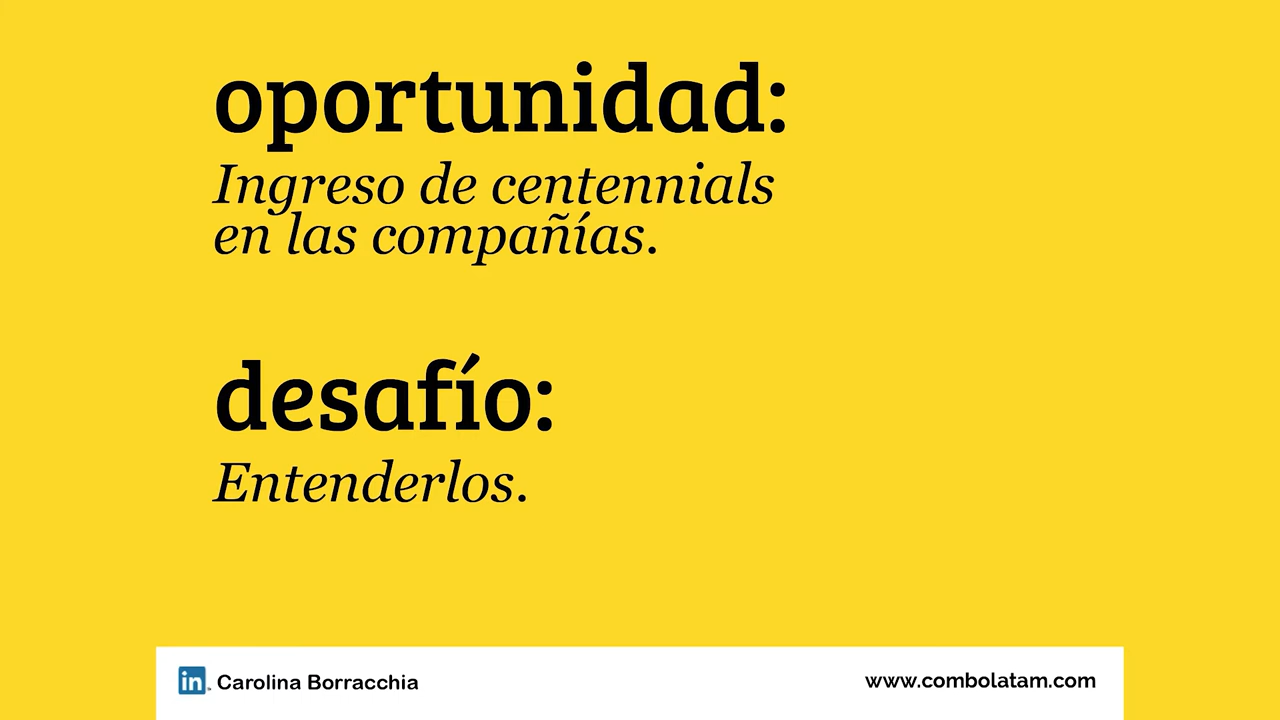 oportunidad:
Ingreso de centennials
en las compañías.
desafío:
Entenderlos.
in Carolina Borracchia
www.combolatam.com